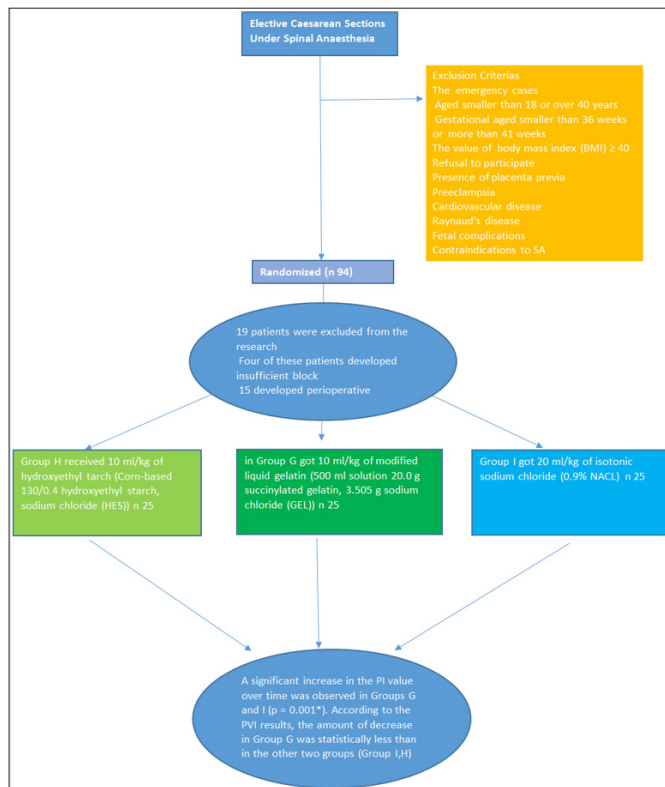 Elective Caesarean Sections
Under Spinal Anaesthesia
Exclusion Criterias
The emergency cases
Aged smaller than 18 or over 40 years
Gestational aged smaller than 36 weeks
or more than 41 weeks
The value of body mass index (BMI) ≥ 40
Refusal to participate
Presence of placenta previa
Preeclampsia
Cardiovascular disease
Raynaud's disease
Fetal complications
Contraindications to SA
Randomized (n 94)
19 patients were excluded from the
research
Four of these patients developed
insufficient block
15 developed perioperative
Group H received 10 ml/kg of
hydroxyethyl tarch (Corn-based
130/0.4 hydroxyethyl starch,
sodium chloride (HES)) n 25
in Group G got 10 ml/kg of modified
liquid gelatin (500 ml solution 20.0 g
succinylated gelatin, 3.505 g sodium
chloride (GEL)) n 25
Group I got 20 ml/kg of isotonic
sodium chloride (0.9% NACL) n 25
A significant increase in the PI value
over time was observed in Groups G
and I (p = 0.001*). According to the
PVI results, the amount of decrease
in Group G was statistically less than
in the other two groups (Group I,H)